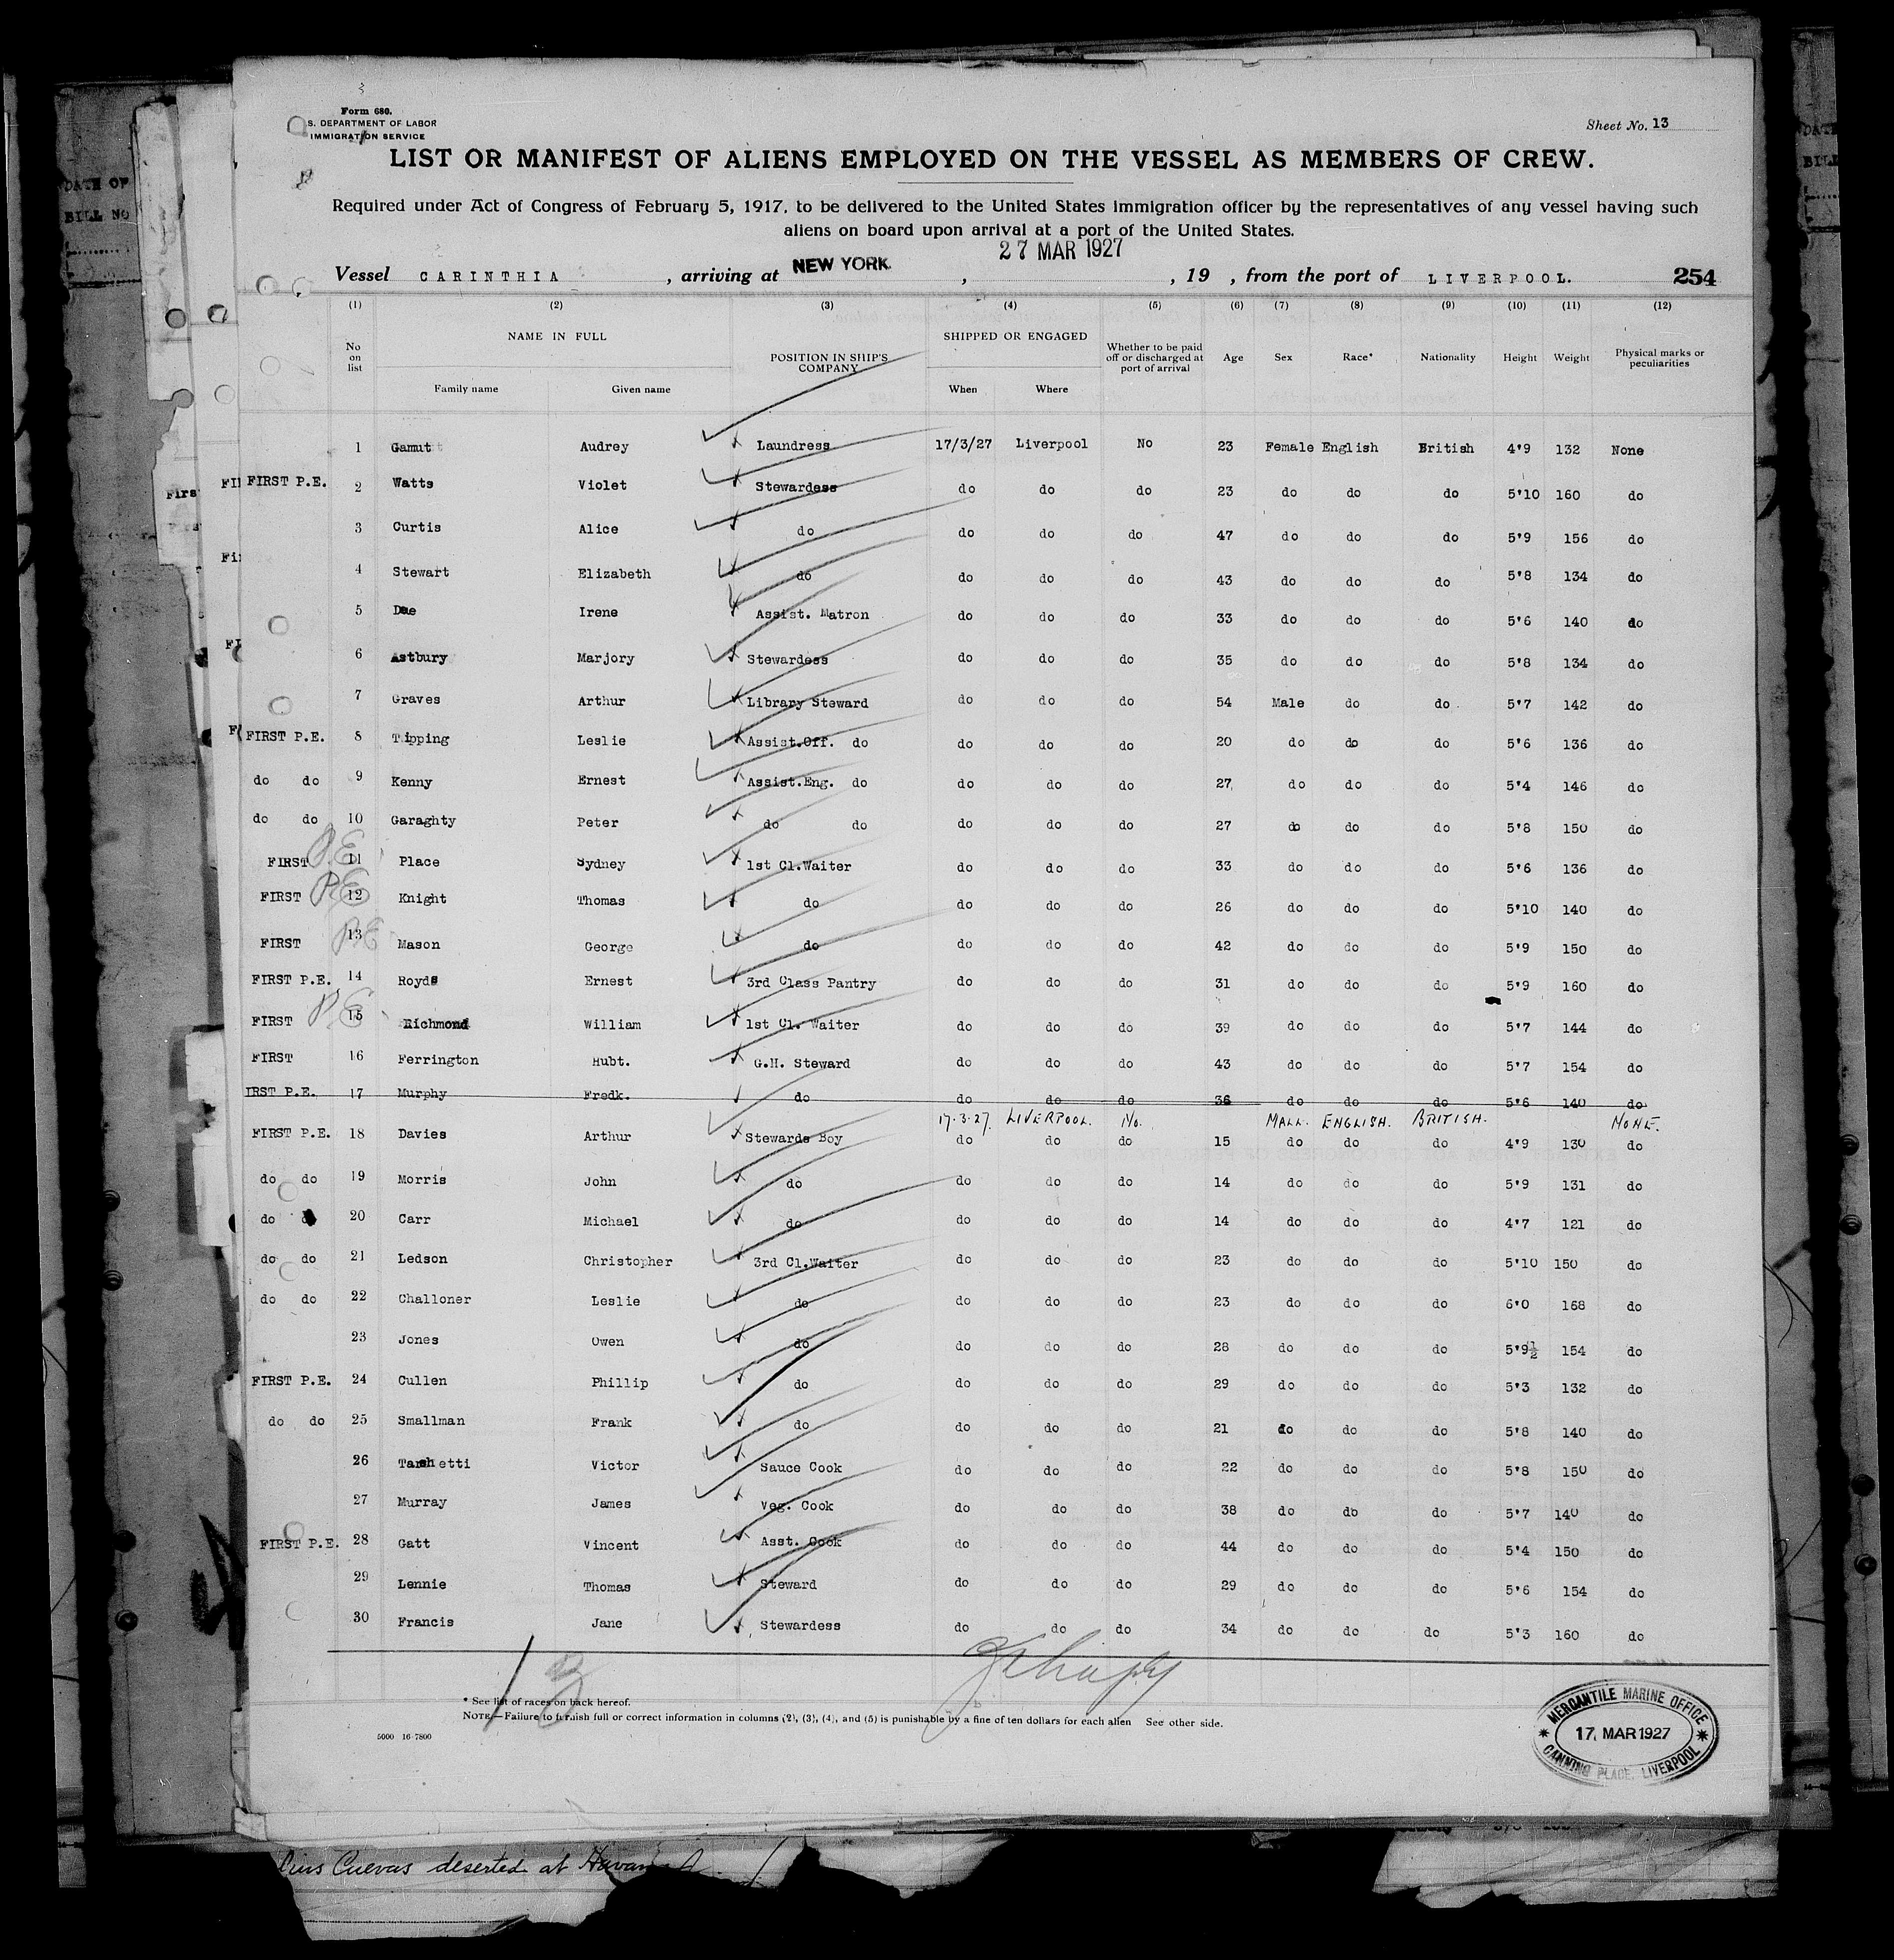 Form 680.
S. DEPARTMENT OF LABOR
IMMIGRATION SERVICE
Sheet No. 13
LIST OR MANIFEST OF ALIENS EMPLOYED ON THE VESSEL AS MEMBERS OF CREW.
Required under Act of Congress of February 5, 1917, to be delivered to the United States immigration officer by the representatives of any vessel having such
aliens on board upon arrival at a port of the United States.
Vessel CARINTHIA, arriving at NEW YORK, 27 MAR 1927, 19 , from the port of LIVERPOOL. 254
(1) (2) (3) (4) (5) (6) (7) (8) (9) (10) (11) (12)
No on list NAME IN FULL Family name Given name POSITION IN SHIP'S COMPANY SHIPPED OR ENGAGED When Where Whether to be paid off or discharged at port of arrival Age Sex Race* Nationality Height Weight Physical marks or peculiarities
1 Gamut Audrey Laundress 17/3/27 Liverpool No 23 Female English British 4'9 132 None
FIRST P.E. 2 Watts Violet Stewardess do do do 23 do do do 5'10 160 do
3 Curtis Alice do do do do 47 do do do 5'9 156 do
4 Stewart Elizabeth do do do do 43 do do do 5'8 134 do
5 Irene Assist. Matron do do do 33 do do do 5'6 140 do
6 Astbury Marjory Stewardess do do do 35 do do do 5'8 134 do
7 Graves Arthur Library Steward do do do 54 Male do do 5'7 142 do
FIRST P.E. 8 Tipping Leslie Assist.Off. do do do do 20 do do do 5'6 136 do
do do 9 Kenny Ernest Assist.Eng. do do do do 27 do do do 5'4 146 do
do do 10 Garaghty Peter do do do do do 27 do do do 5'8 150 do
FIRST P.E 11 Place Sydney 1st Cl.Waiter do do do 33 do do do 5'6 136 do
FIRST P.E 12 Knight Thomas do do do do 26 do do do 5'10 140 do
FIRST P.E 13 Mason George do do do do 42 do do do 5'9 150 do
FIRST P.E. 14 Royds Ernest 3rd Class Pantry do do do 31 do do do 5'9 160 do
FIRST P.E 15 Richmond William 1st Cl. Waiter do do do 39 do do do 5'7 144 do
FIRST 16 Ferrington Hubt. G.H. Steward do do do 43 do do do 5'7 154 do
IRST P.E. 17 Murphy Fredk. do do do do 36 do do do 5'6 140 do
17.3.27. LIVERPOOL. No. MALE. ENGLISH. BRITISH. NONE.
FIRST P.E. 18 Davies Arthur Stewards Boy do do do 15 do do do 4'9 130 do
do do 19 Morris John do do do do 14 do do do 5'9 131 do
do do 20 Carr Michael do do do do 14 do do do 4'7 121 do
do do 21 Ledson Christopher 3rd Cl.Waiter do do do 23 do do do 5'10 150 do
do do 22 Challoner Leslie do do do do 23 do do do 6'0 168 do
23 Jones Owen do do do do 28 do do do 5'9½ 154 do
FIRST P.E. 24 Cullen Phillip do do do do 29 do do do 5'3 132 do
do do 25 Smallman Frank do do do do 21 do do do 5'8 140 do
26 Victor Sauce Cook do do do 22 do do do 5'8 150 do
27 Murray James Veg. Cook do do do 38 do do do 5'7 140 do
FIRST P.E. 28 Gatt Vincent Asst. Cook do do do 44 do do do 5'4 150 do
29 Lennie Thomas Steward do do do 29 do do do 5'6 154 do
30 Francis Jane Stewardess do do do 34 do do do 5'3 160 do
13
* See list of races on back hereof.
NOTE.—Failure to furnish full or correct information in columns (2), (3), (4), and (5) is punishable by a fine of ten dollars for each alien See other side.
5000 16-7800
MERCANTILE MARINE OFFICE
17. MAR 1927
CANNING PLACE, LIVERPOOL
Cuevas deserted at Havana